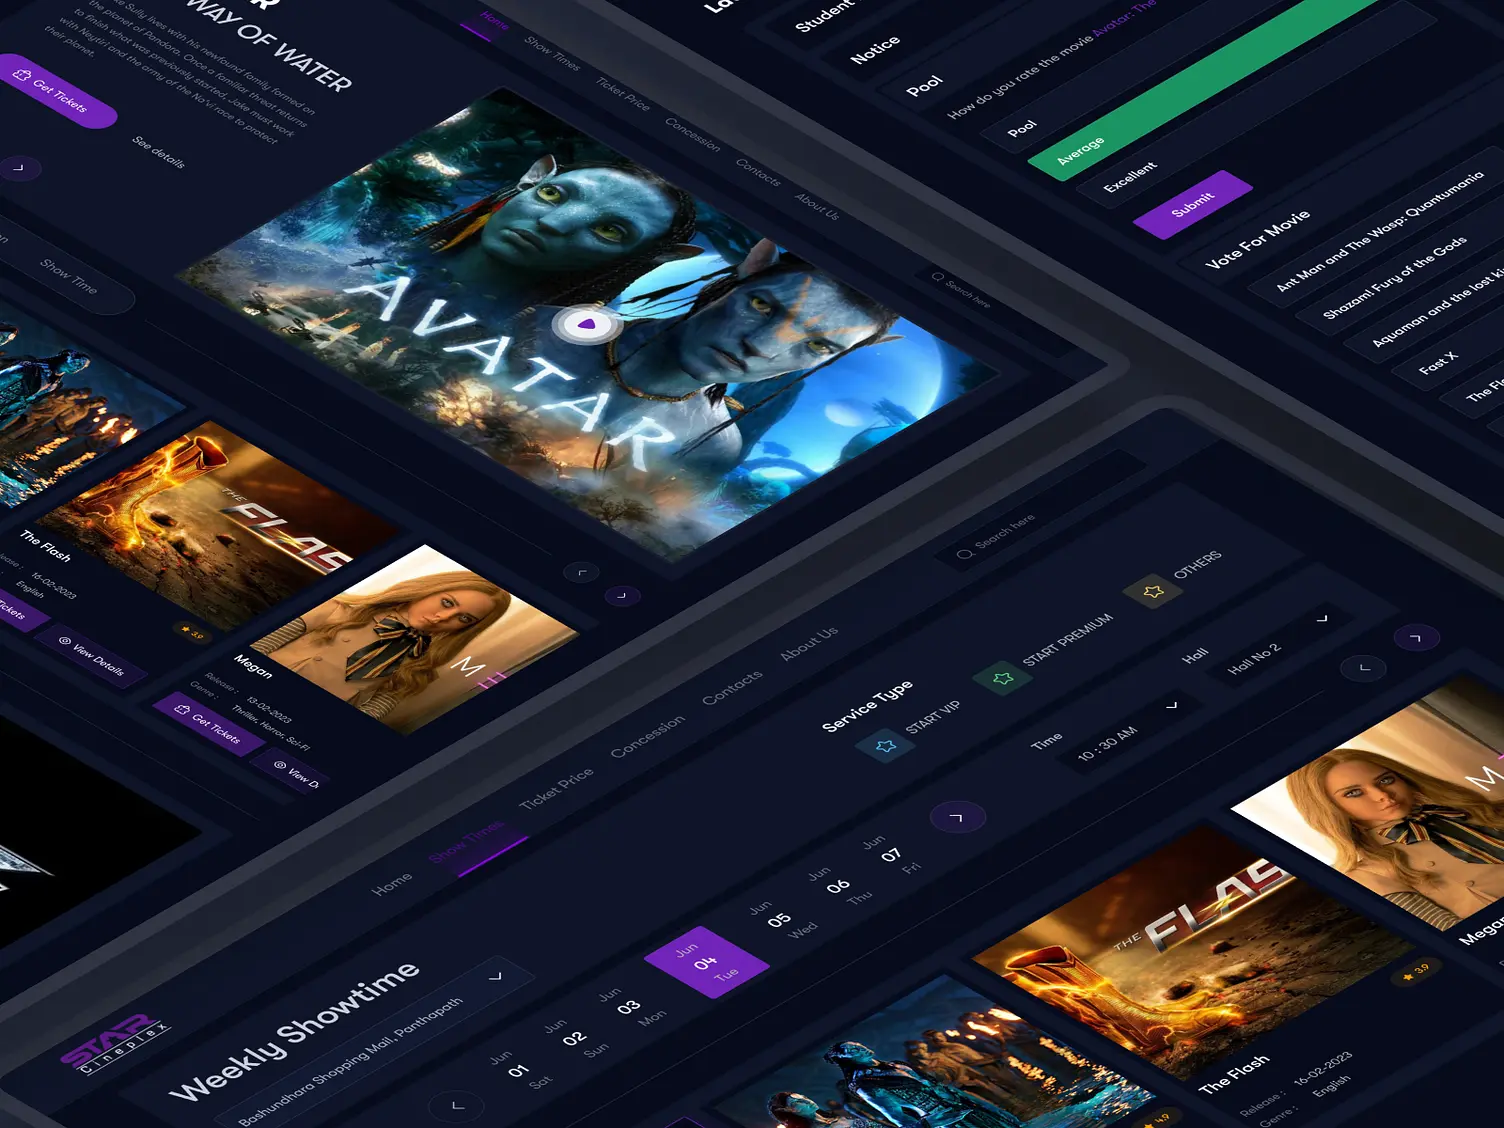 WAY OF WATER
Sully lives with his newfound family formed on
the planet of Pandora. Once a familiar threat returns
to finish what was previously started, Jake must work
with Neytiri and the army of the Na'vi race to protect
their planet.
Get Tickets
See details
Show Time
Home
Show Times
Ticket Price
Concession
Contacts
About Us
Search here
AVATAR
THE FLAS
The Flash
16-02-2023
English
Tickets
View Details
3.9
M
Megan
Release : 13-02-2023
Genre : Thriller, Horror, Sci-Fi
Get Tickets
View D
Student
Notice
Pool
How do you rate the movie Avatar: The
Pool
Average
Excellent
Submit
Vote For Movie
Ant Man and The Wasp: Quantumania
Shazam! Fury of the Gods
Aquaman and the lost ki
Fast X
The Fl
STAR
Cineplex
Home
Show Times
Ticket Price
Concession
Contacts
About Us
Search here
Weekly Showtime
Bashundhara Shopping Mail, Panthapath
Service Type
START VIP
START PREMIUM
OTHERS
Time
10 : 30 AM
Hall
Hall No 2
Jun 01 Sat
Jun 02 Sun
Jun 03 Mon
Jun 04 Tue
Jun 05 Wed
Jun 06 Thu
Jun 07 Fri
4.9
THE FLAS
3.9
The Flash
Release : 16-02-2023
Genre : English
M
Megan